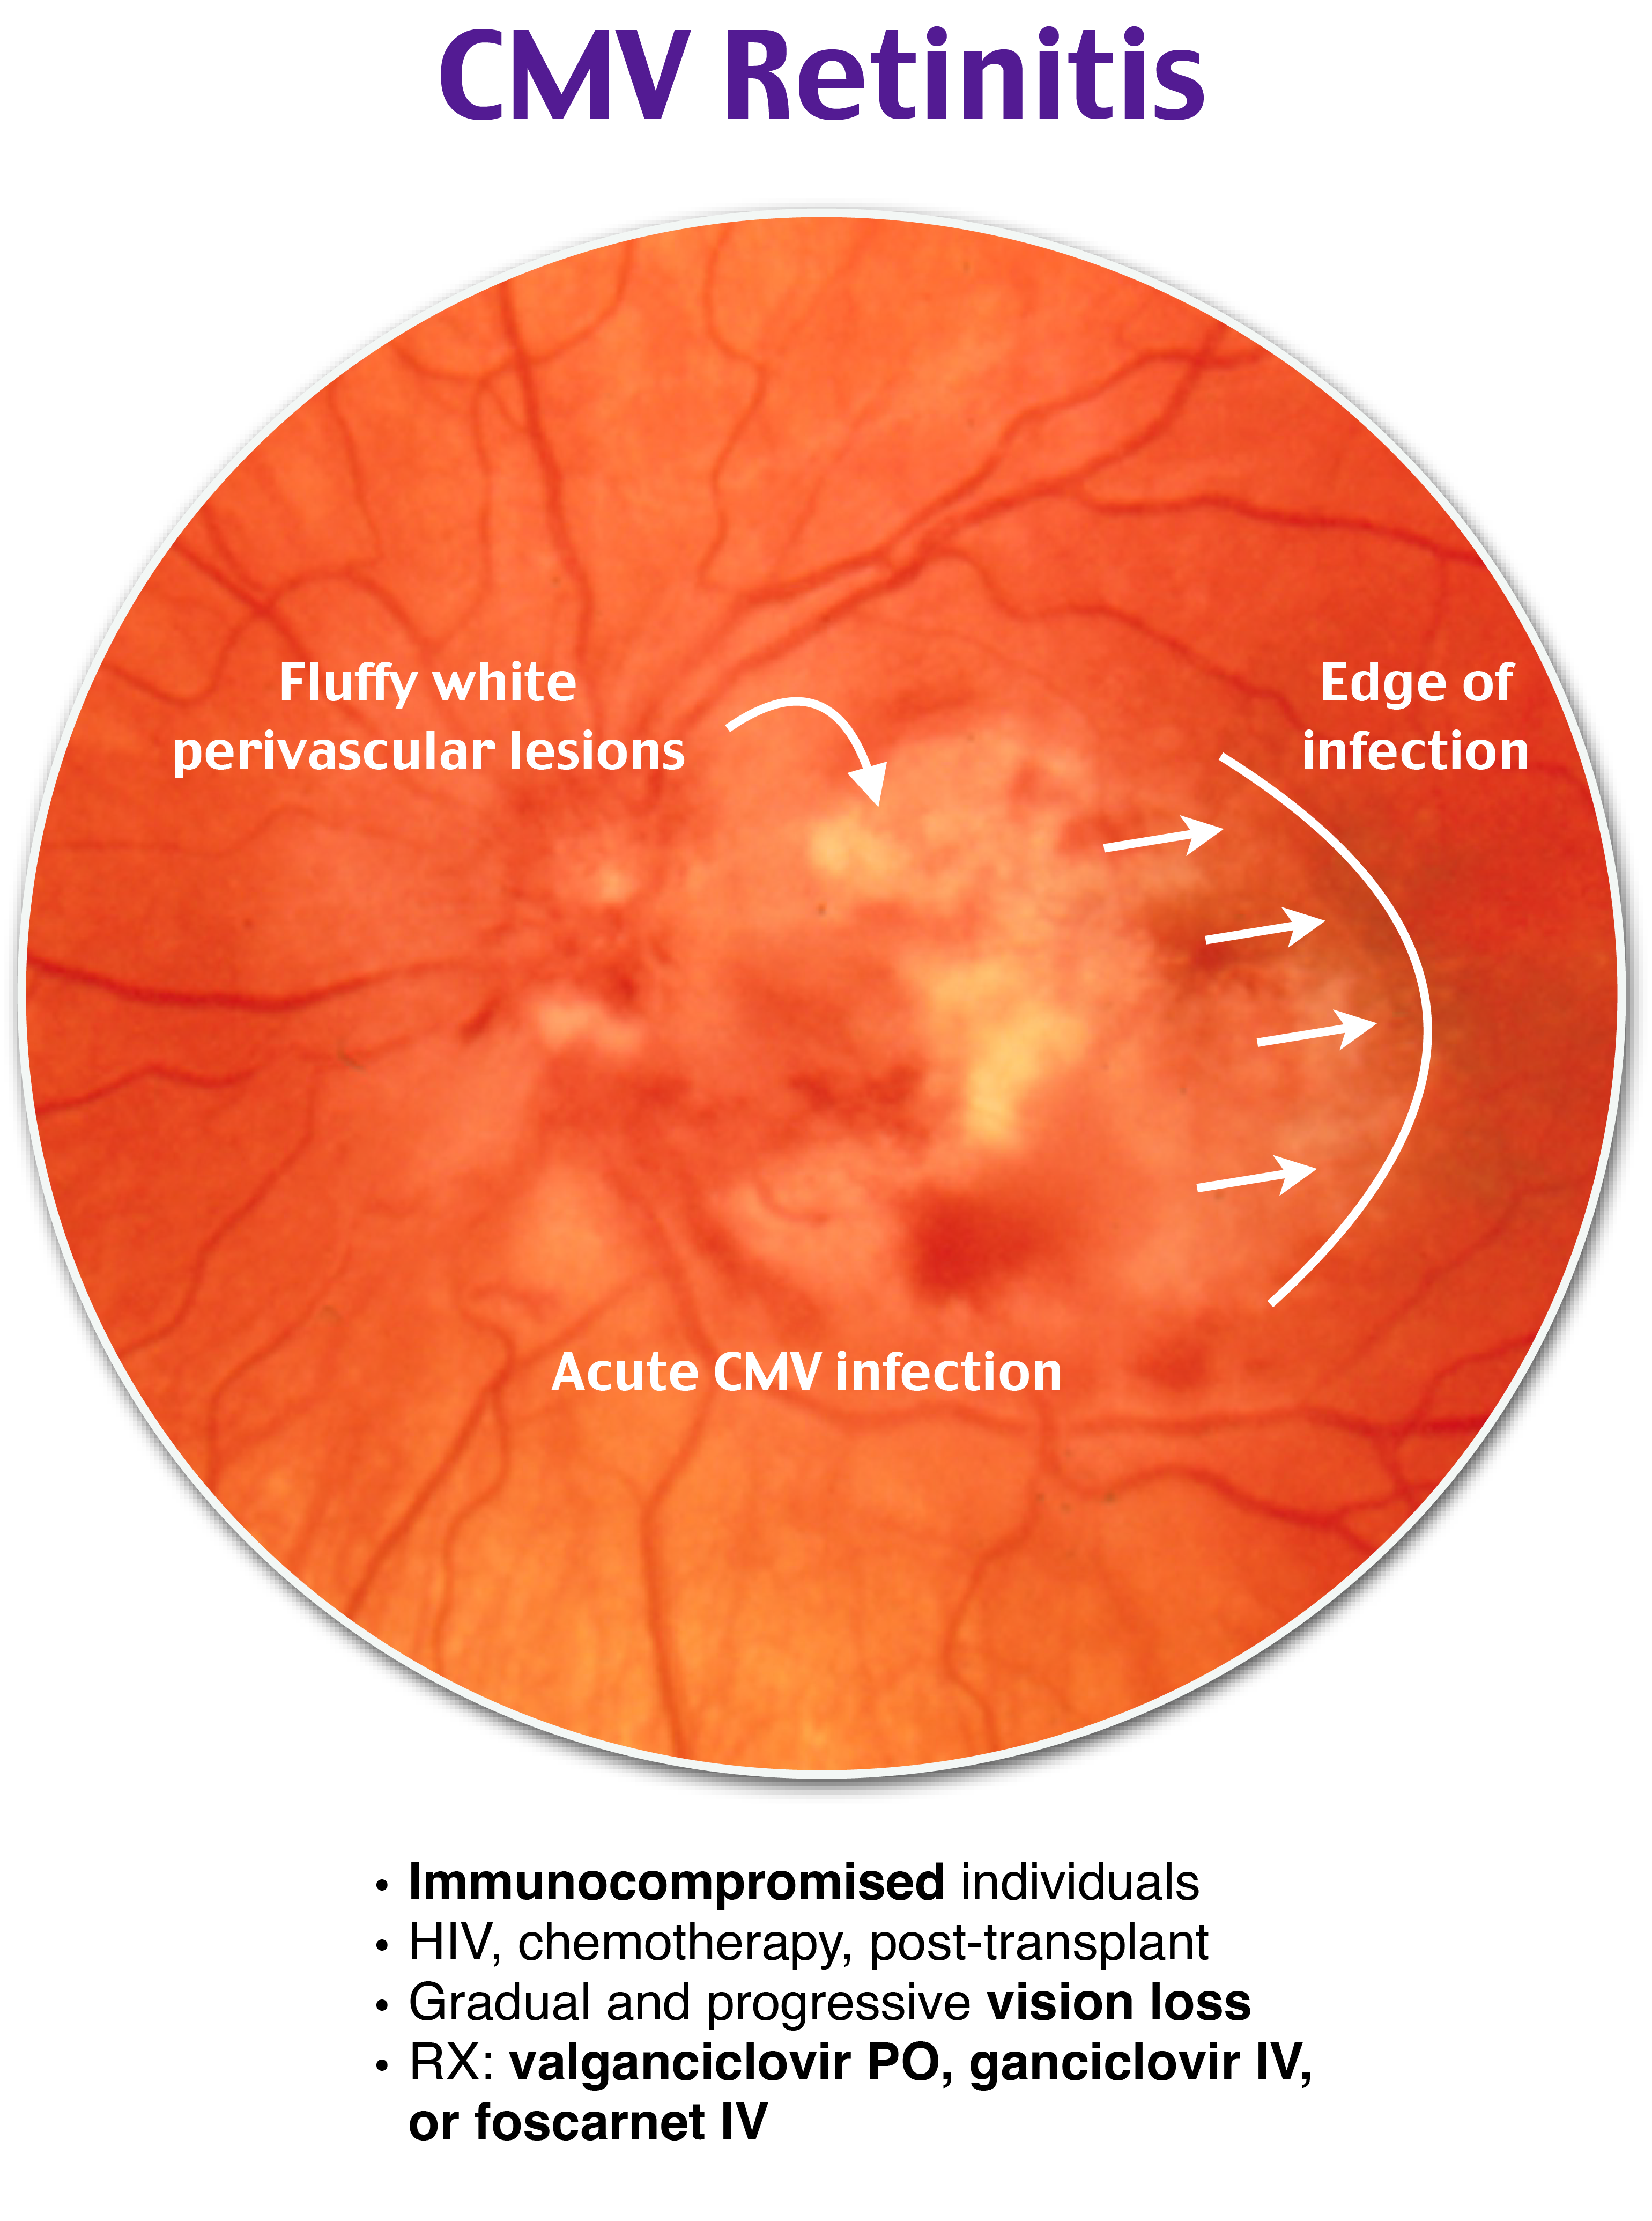 CMV Retinitis
Fluffy white
perivascular lesions
Edge of
infection
Acute CMV infection
• Immunocompromised individuals
• HIV, chemotherapy, post-transplant
• Gradual and progressive vision loss
• RX: valganciclovir PO, ganciclovir IV,
or foscarnet IV